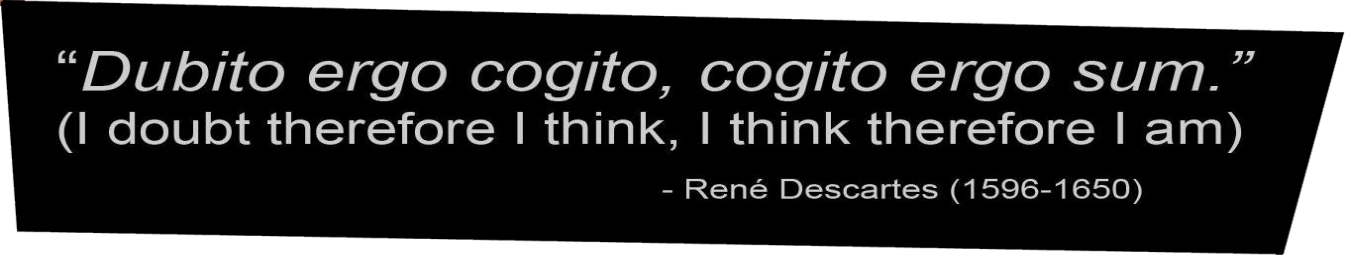 “Dubito ergo cogito, cogito ergo sum.”
(I doubt therefore I think, I think therefore I am)
- René Descartes (1596-1650)